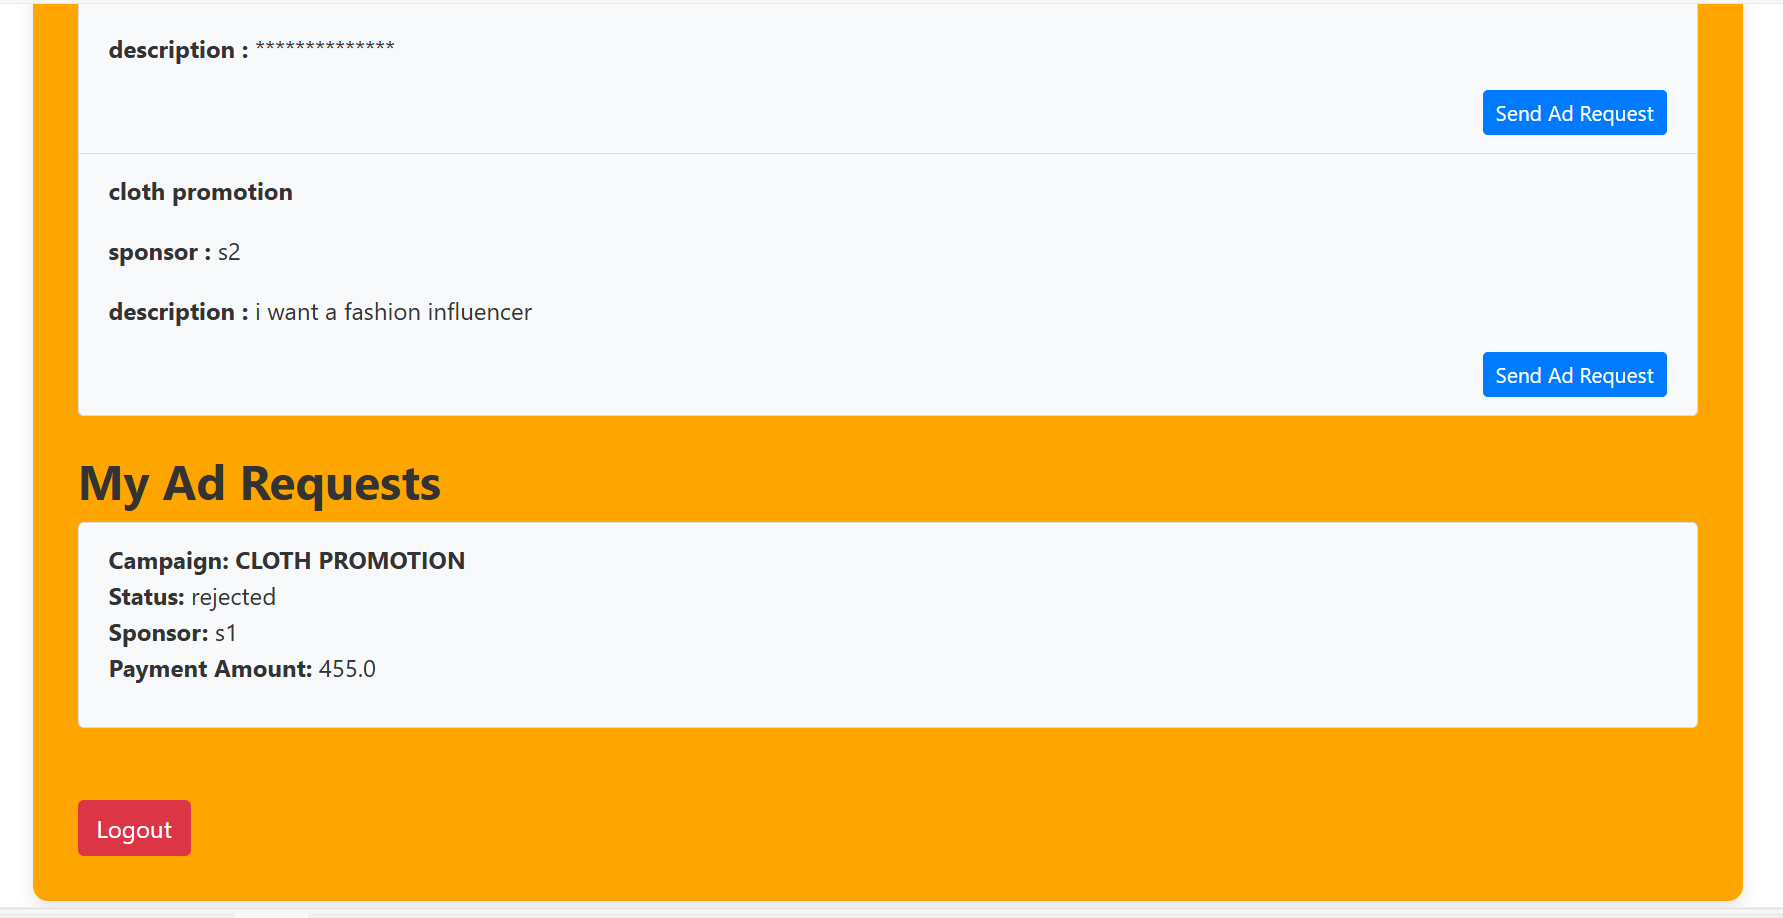 description : **************
Send Ad Request
cloth promotion
sponsor : s2
description : i want a fashion influencer
Send Ad Request
My Ad Requests
Campaign: CLOTH PROMOTION
Status: rejected
Sponsor: s1
Payment Amount: 455.0
Logout